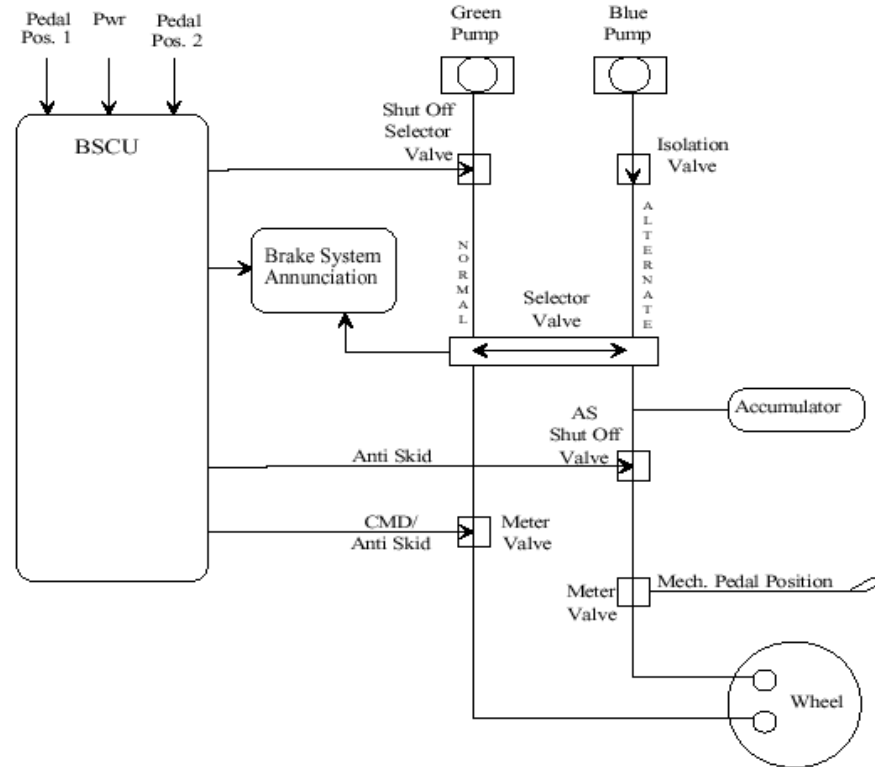 Pedal
Pos. 1
Pwr
Pedal
Pos. 2
Green
Pump
Blue
Pump
BSCU
Shut Off
Selector
Valve
Isolation
Valve
NORMAL
ALTERNATE
Brake System
Annunciation
Selector
Valve
Accumulator
AS
Shut Off
Valve
Anti Skid
CMD/
Anti Skid
Meter
Valve
Mech. Pedal Position
Meter
Valve
Wheel